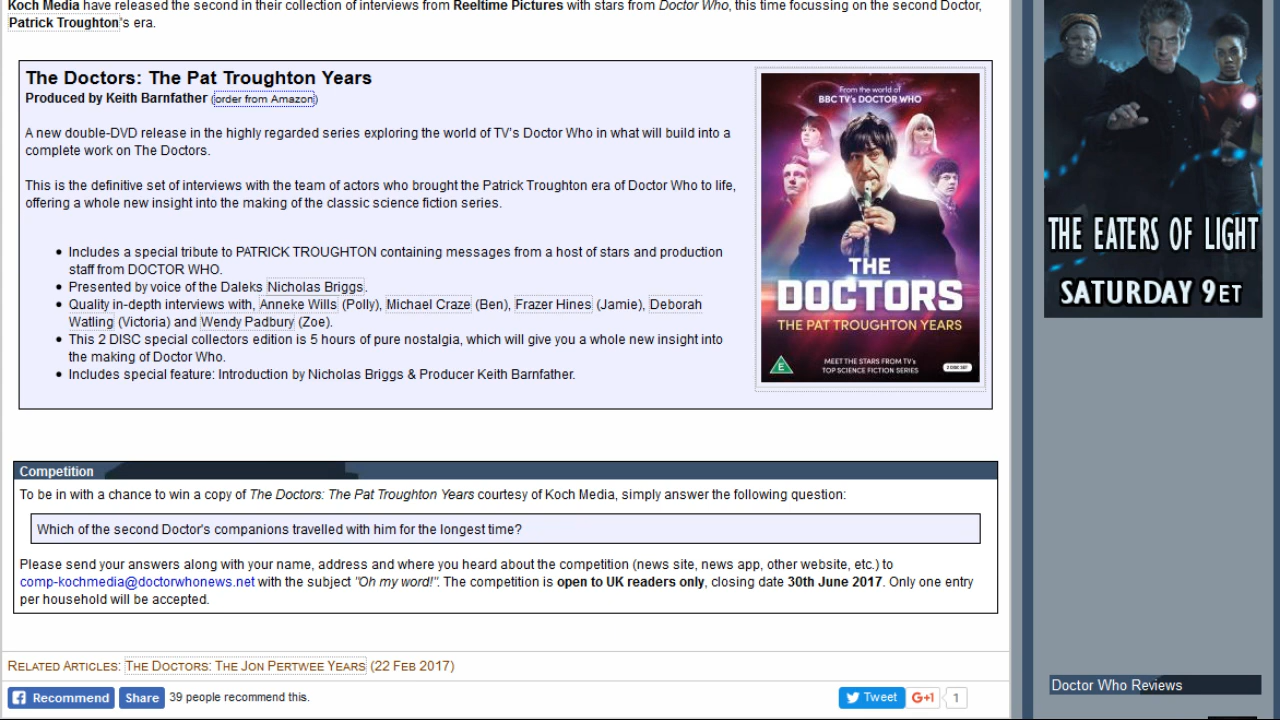 Koch Media have released the second in their collection of interviews from Reeltime Pictures with stars from Doctor Who, this time focussing on the second Doctor,
Patrick Troughton's era.
The Doctors: The Pat Troughton Years
Produced by Keith Barnfather (order from Amazon)
A new double-DVD release in the highly regarded series exploring the world of TV's Doctor Who in what will build into a
complete work on The Doctors.
This is the definitive set of interviews with the team of actors who brought the Patrick Troughton era of Doctor Who to life,
offering a whole new insight into the making of the classic science fiction series.
• Includes a special tribute to PATRICK TROUGHTON containing messages from a host of stars and production
staff from DOCTOR WHO.
• Presented by voice of the Daleks Nicholas Briggs.
• Quality in-depth interviews with, Anneke Wills (Polly), Michael Craze (Ben), Frazer Hines (Jamie), Deborah
Watling (Victoria) and Wendy Padbury (Zoe).
• This 2 DISC special collectors edition is 5 hours of pure nostalgia, which will give you a whole new insight into
the making of Doctor Who.
• Includes special feature: Introduction by Nicholas Briggs & Producer Keith Barnfather.
From the world of
BBC TV's DOCTOR WHO
THE
DOCTORS
THE PAT TROUGHTON YEARS
E
MEET THE STARS FROM TV's
TOP SCIENCE FICTION SERIES
2 DISC SET
THE EATERS OF LIGHT
SATURDAY 9ET
Competition
To be in with a chance to win a copy of The Doctors: The Pat Troughton Years courtesy of Koch Media, simply answer the following question:
Which of the second Doctor's companions travelled with him for the longest time?
Please send your answers along with your name, address and where you heard about the competition (news site, news app, other website, etc.) to
comp-kochmedia@doctorwhonews.net with the subject "Oh my word!". The competition is open to UK readers only, closing date 30th June 2017. Only one entry
per household will be accepted.
RELATED ARTICLES: THE DOCTORS: THE JON PERTWEE YEARS (22 FEB 2017)
Recommend Share 39 people recommend this.
Tweet G+1 1
Doctor Who Reviews